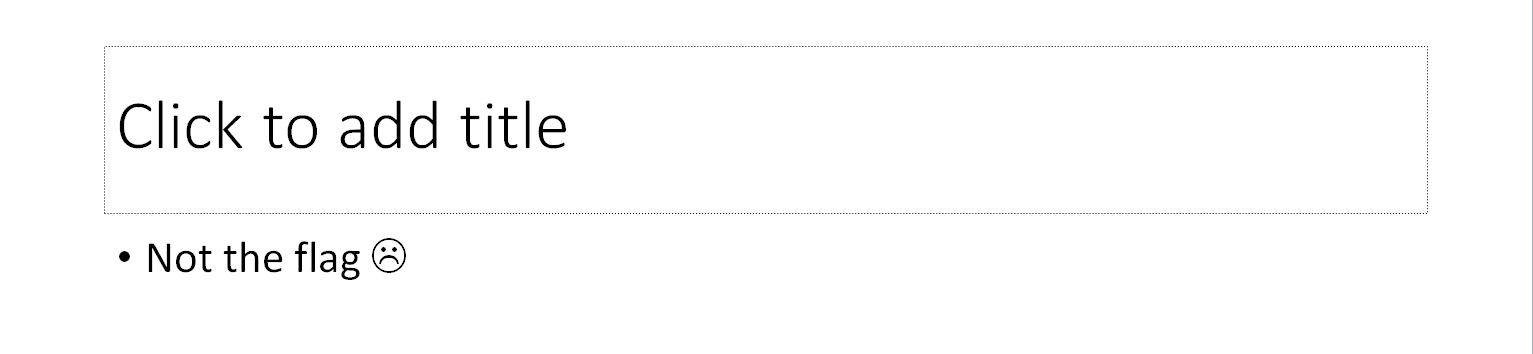 Click to add title
• Not the flag ☹